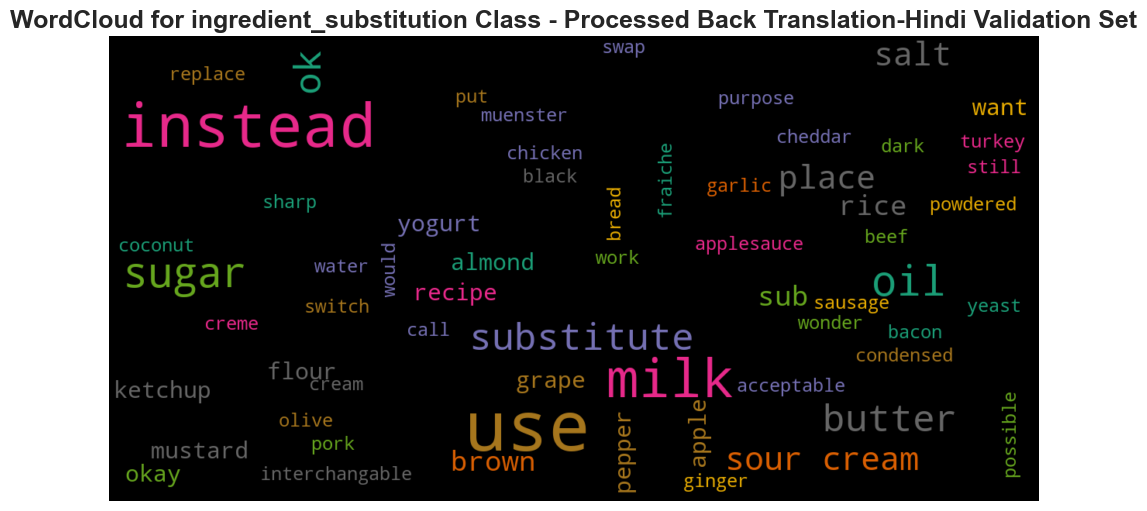 WordCloud for ingredient_substitution Class - Processed Back Translation-Hindi Validation Set
swap
salt
ok
replace
put
purpose
want
muenster
instead
cheddar
turkey
dark
chicken
still
fraiche
black
garlic
place
sharp
bread
rice
powdered
yogurt
coconut
applesauce
beef
would
work
almond
water
sugar
oil
recipe
sub
sausage
switch
yeast
creme
call
wonder
bacon
substitute
condensed
flour
cream
grape
milk
acceptable
ketchup
olive
use
apple
butter
possible
pork
mustard
pepper
brown
sour cream
okay
interchangable
ginger